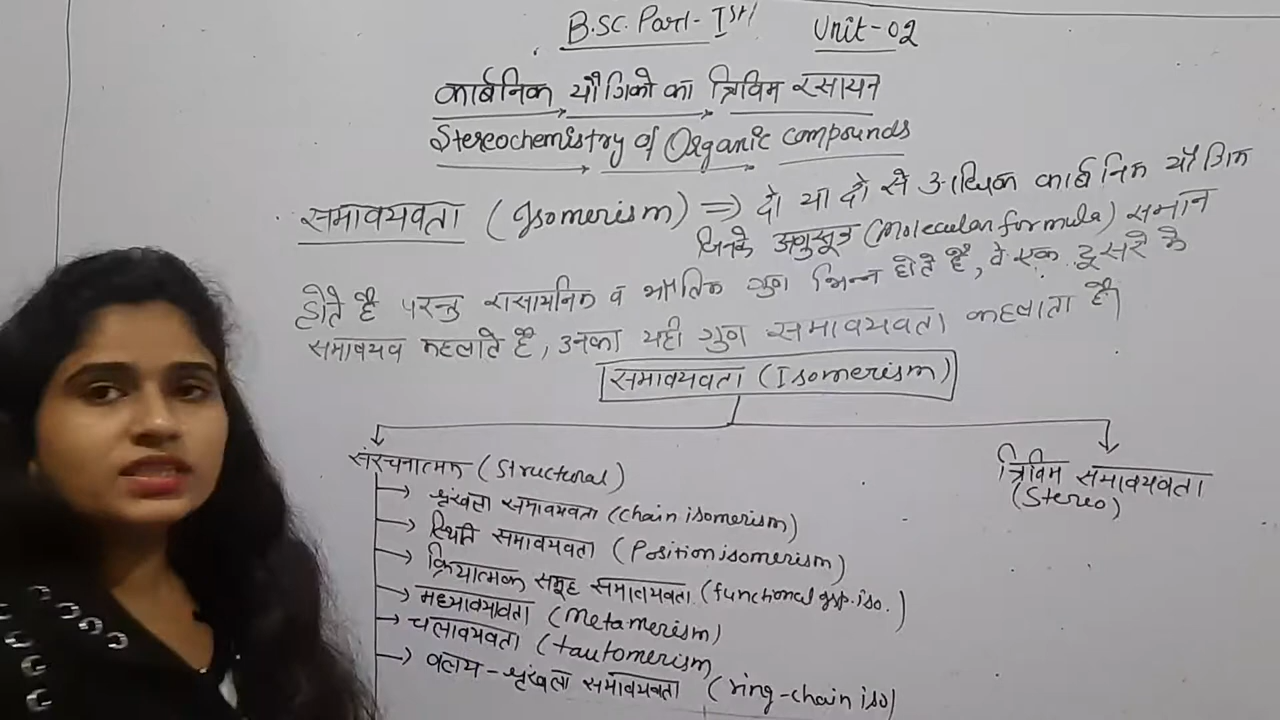 B.SC. Part-Ist Unit-02
कार्बनिक यौगिको का त्रिविम रसायन
Stereochemistry of Organic compounds
समावयवता (Isomerism) ⇒ दो या दो से अधिक कार्बनिक यौगिक
जिनके अणुसूत्र (Molecular formula) समान
होते है परन्तु रासायनिक व भौतिक गुण भिन्न होते है, वे एक दूसरे के
समावयव कहलाते है, उनका यही गुण समावयवता कहलाता है।
समावयवता (Isomerism)
संरचनात्मक (Structural)
त्रिविम समावयवता
(Stereo)
श्रृंखला समावयवता (chain isomerism)
स्थिति समावयवता (Position isomerism)
क्रियात्मक समूह समावयवता (functional grp. iso.)
मध्यावयवता (Metamerism)
चलावयवता (tautomerism
वलय-श्रृंखला समावयवता (ring-chain iso)